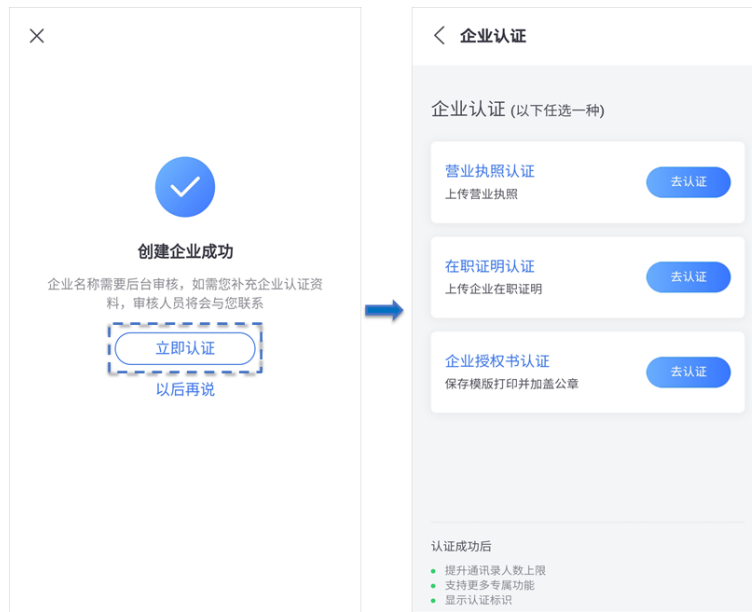 创建企业成功
企业名称需要后台审核，如需您补充企业认证资
料，审核人员将会与您联系
立即认证
以后再说
企业认证
企业认证 (以下任选一种)
营业执照认证
上传营业执照
去认证
在职证明认证
上传企业在职证明
去认证
企业授权书认证
保存模版打印并加盖公章
去认证
认证成功后
提升通讯录人数上限
支持更多专属功能
显示认证标识